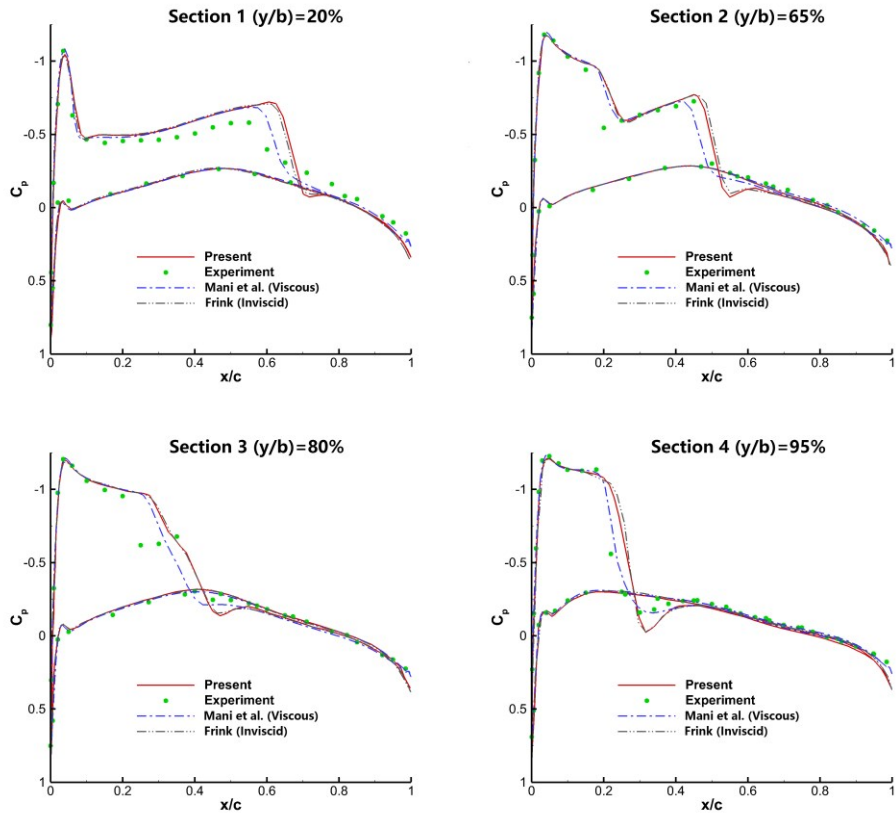 Section 1 (y/b)=20%
-1
-0.5
0
0.5
1
Cp
0
0.2
0.4
0.6
0.8
1
x/c
Present
Experiment
Mani et al. (Viscous)
Frink (Inviscid)
Section 2 (y/b)=65%
-1
-0.5
0
0.5
1
Cp
0
0.2
0.4
0.6
0.8
1
x/c
Present
Experiment
Mani et al. (Viscous)
Frink (Inviscid)
Section 3 (y/b)=80%
-1
-0.5
0
0.5
1
Cp
0
0.2
0.4
0.6
0.8
1
x/c
Present
Experiment
Mani et al. (Viscous)
Frink (Inviscid)
Section 4 (y/b)=95%
-1
-0.5
0
0.5
1
Cp
0
0.2
0.4
0.6
0.8
1
x/c
Present
Experiment
Mani et al. (Viscous)
Frink (Inviscid)